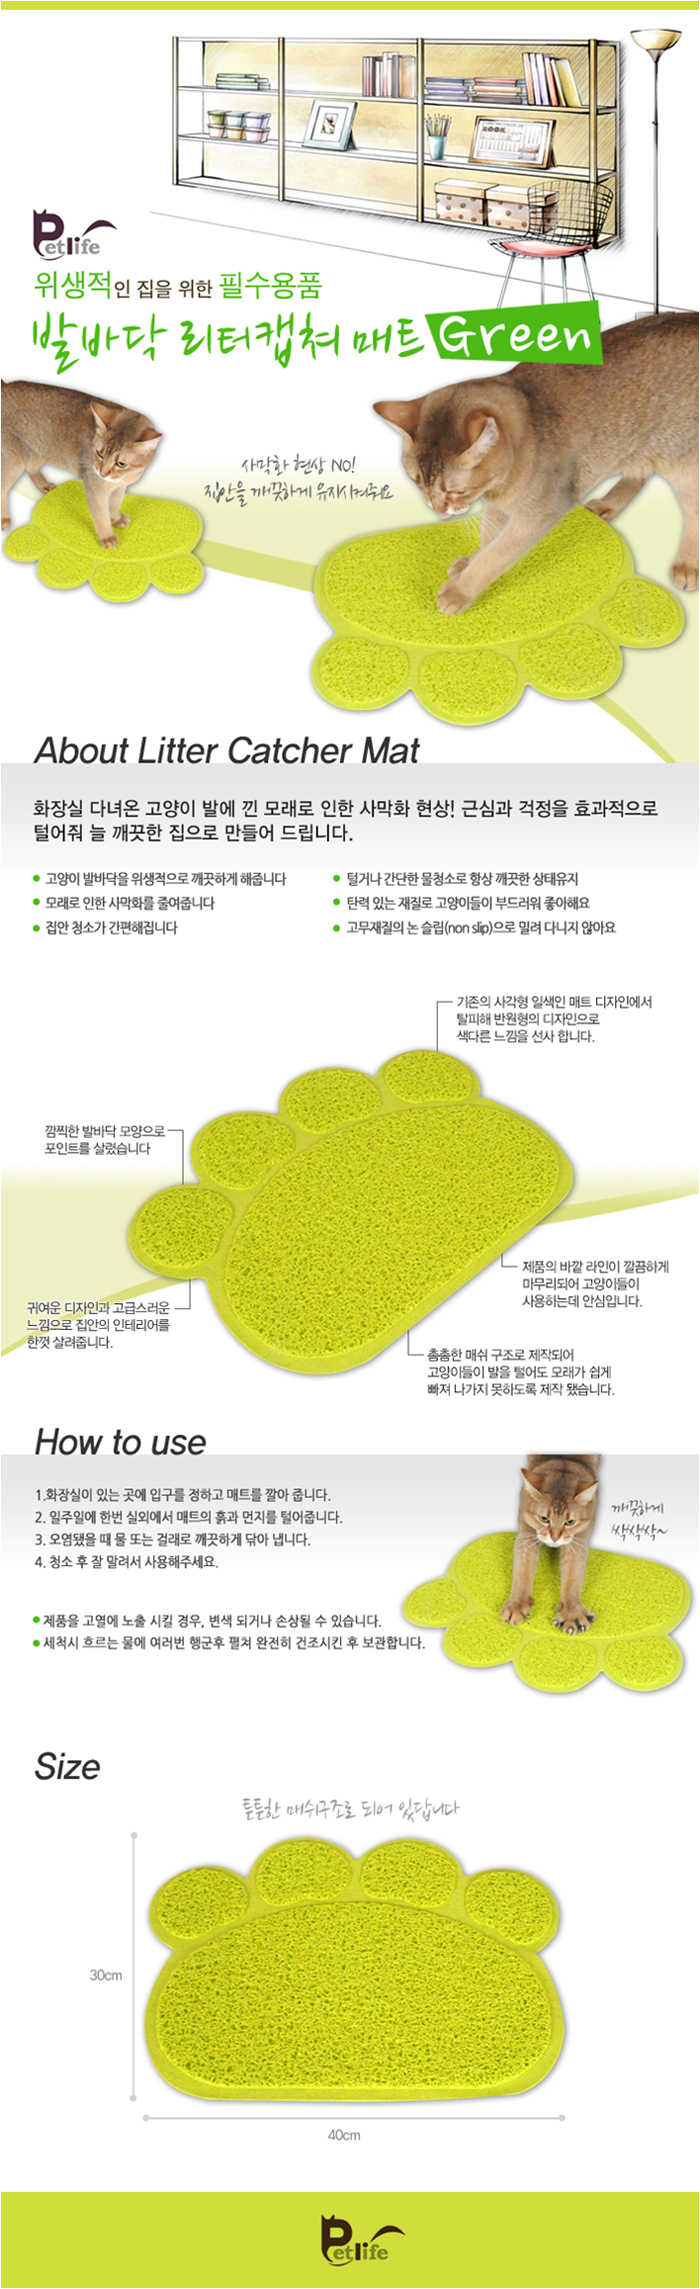 Petlife
위생적인 집을 위한 필수용품
발바닥 리터캡쳐 매트 Green
사막화 현상 NO!
집안을 깨끗하게 유지시켜줘요
About Litter Catcher Mat
화장실 다녀온 고양이 발에 낀 모래로 인한 사막화 현상! 근심과 걱정을 효과적으로
털어줘 늘 깨끗한 집으로 만들어 드립니다.
고양이 발바닥을 위생적으로 깨끗하게 해줍니다
모래로 인한 사막화를 줄여줍니다
집안 청소가 간편해집니다
털거나 간단한 물청소로 항상 깨끗한 상태유지
탄력 있는 재질로 고양이들이 부드러워 좋아해요
고무재질의 논 슬립(non slip)으로 밀려 다니지 않아요
기존의 사각형 일색인 매트 디자인에서
탈피해 반원형의 디자인으로
색다른 느낌을 선사 합니다.
깜찍한 발바닥 모양으로
포인트를 살렸습니다
제품의 바깥 라인이 깔끔하게
마무리되어 고양이들이
사용하는데 안심입니다.
귀여운 디자인과 고급스러운
느낌으로 집안의 인테리어를
한껏 살려줍니다.
촘촘한 매쉬 구조로 제작되어
고양이들이 발을 털어도 모래가 쉽게
빠져 나가지 못하도록 제작 됐습니다.
How to use
1.화장실이 있는 곳에 입구를 정하고 매트를 깔아 줍니다.
2. 일주일에 한번 실외에서 매트의 흙과 먼지를 털어줍니다.
3. 오염됐을 때 물 또는 걸레로 깨끗하게 닦아 냅니다.
4. 청소 후 잘 말려서 사용해주세요.
깨끗하게
싹싹싹~
제품을 고열에 노출 시킬 경우, 변색 되거나 손상될 수 있습니다.
세척시 흐르는 물에 여러번 행군후 펼쳐 완전히 건조시킨 후 보관합니다.
Size
튼튼한 매쉬구조로 되어 있답니다
30cm
40cm
Petlife